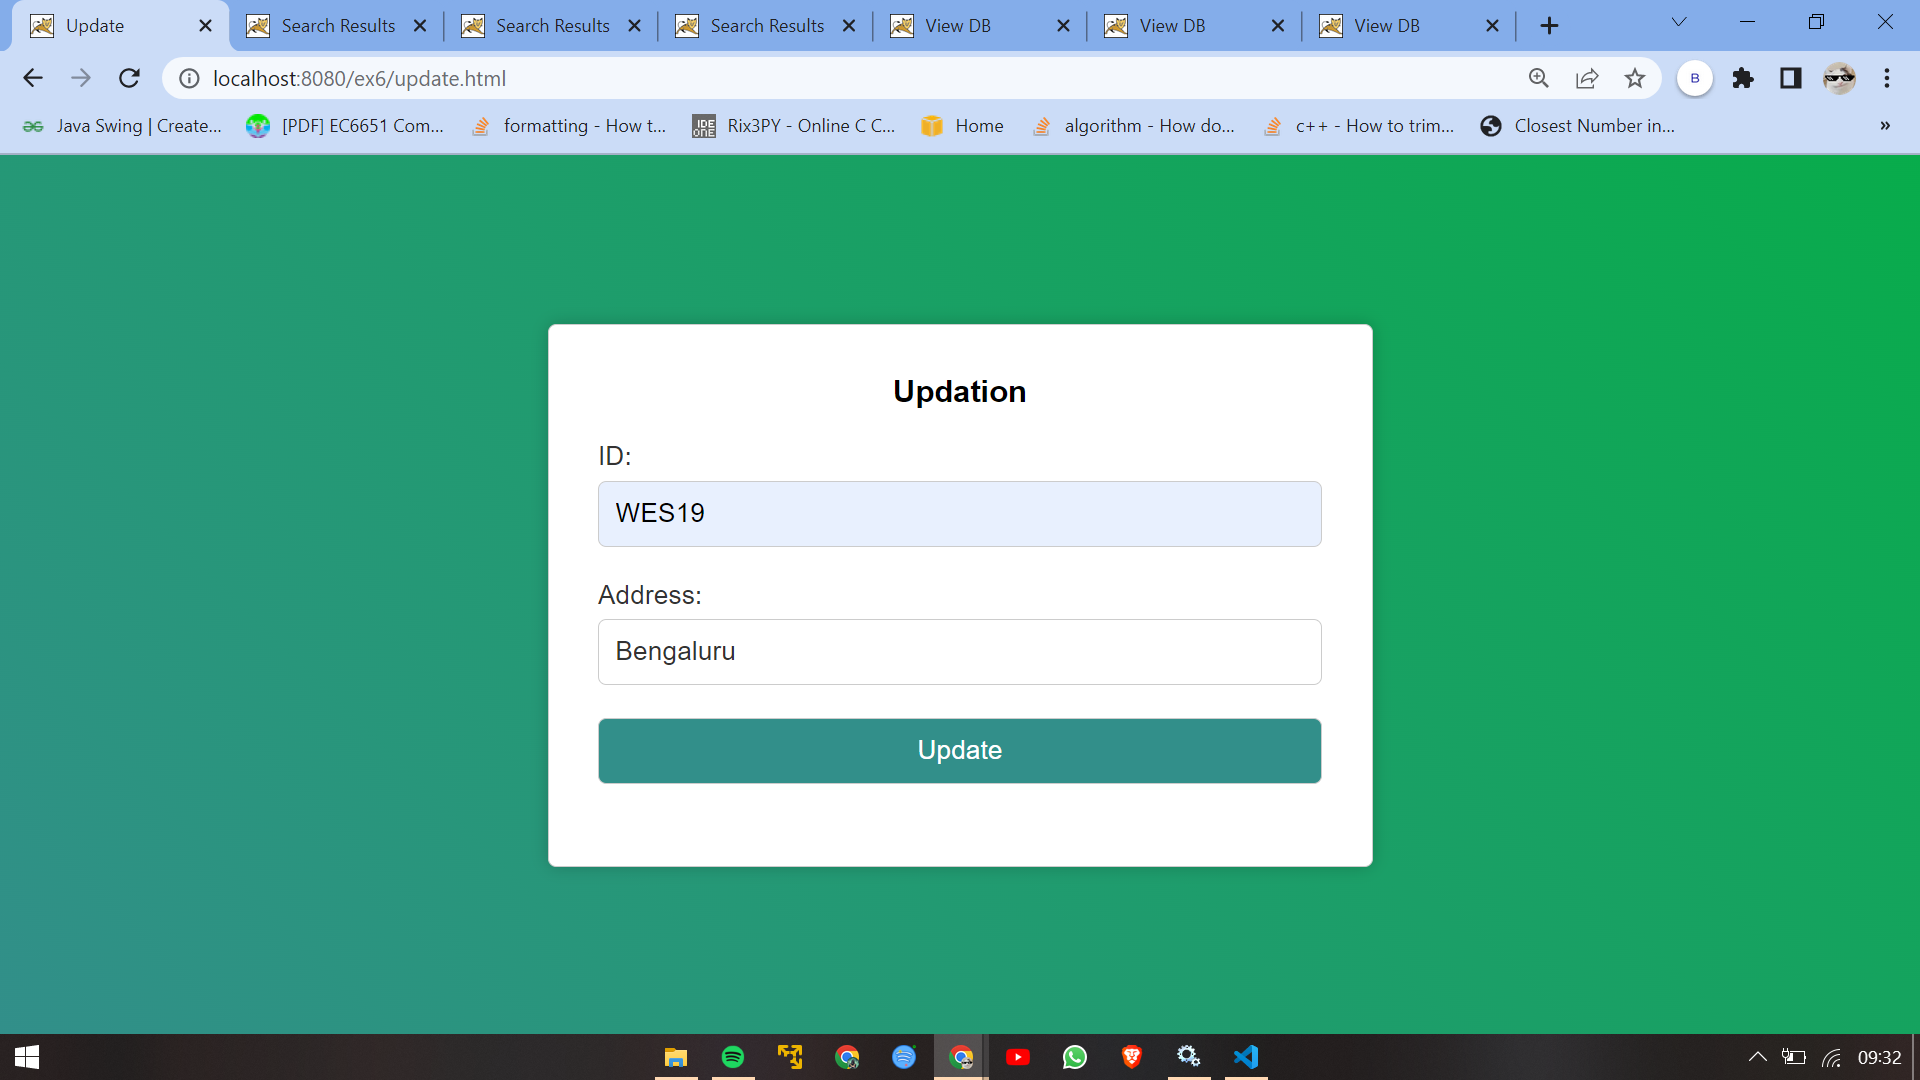 Update
Search Results
Search Results
Search Results
View DB
View DB
View DB
localhost:8080/ex6/update.html
B
Java Swing | Create...
[PDF] EC6651 Com...
formatting - How t...
IDE ONE
Rix3PY - Online C C...
Home
algorithm - How do...
c++ - How to trim...
Closest Number in...
»
Updation
ID:
WES19
Address:
Bengaluru
Update
09:32